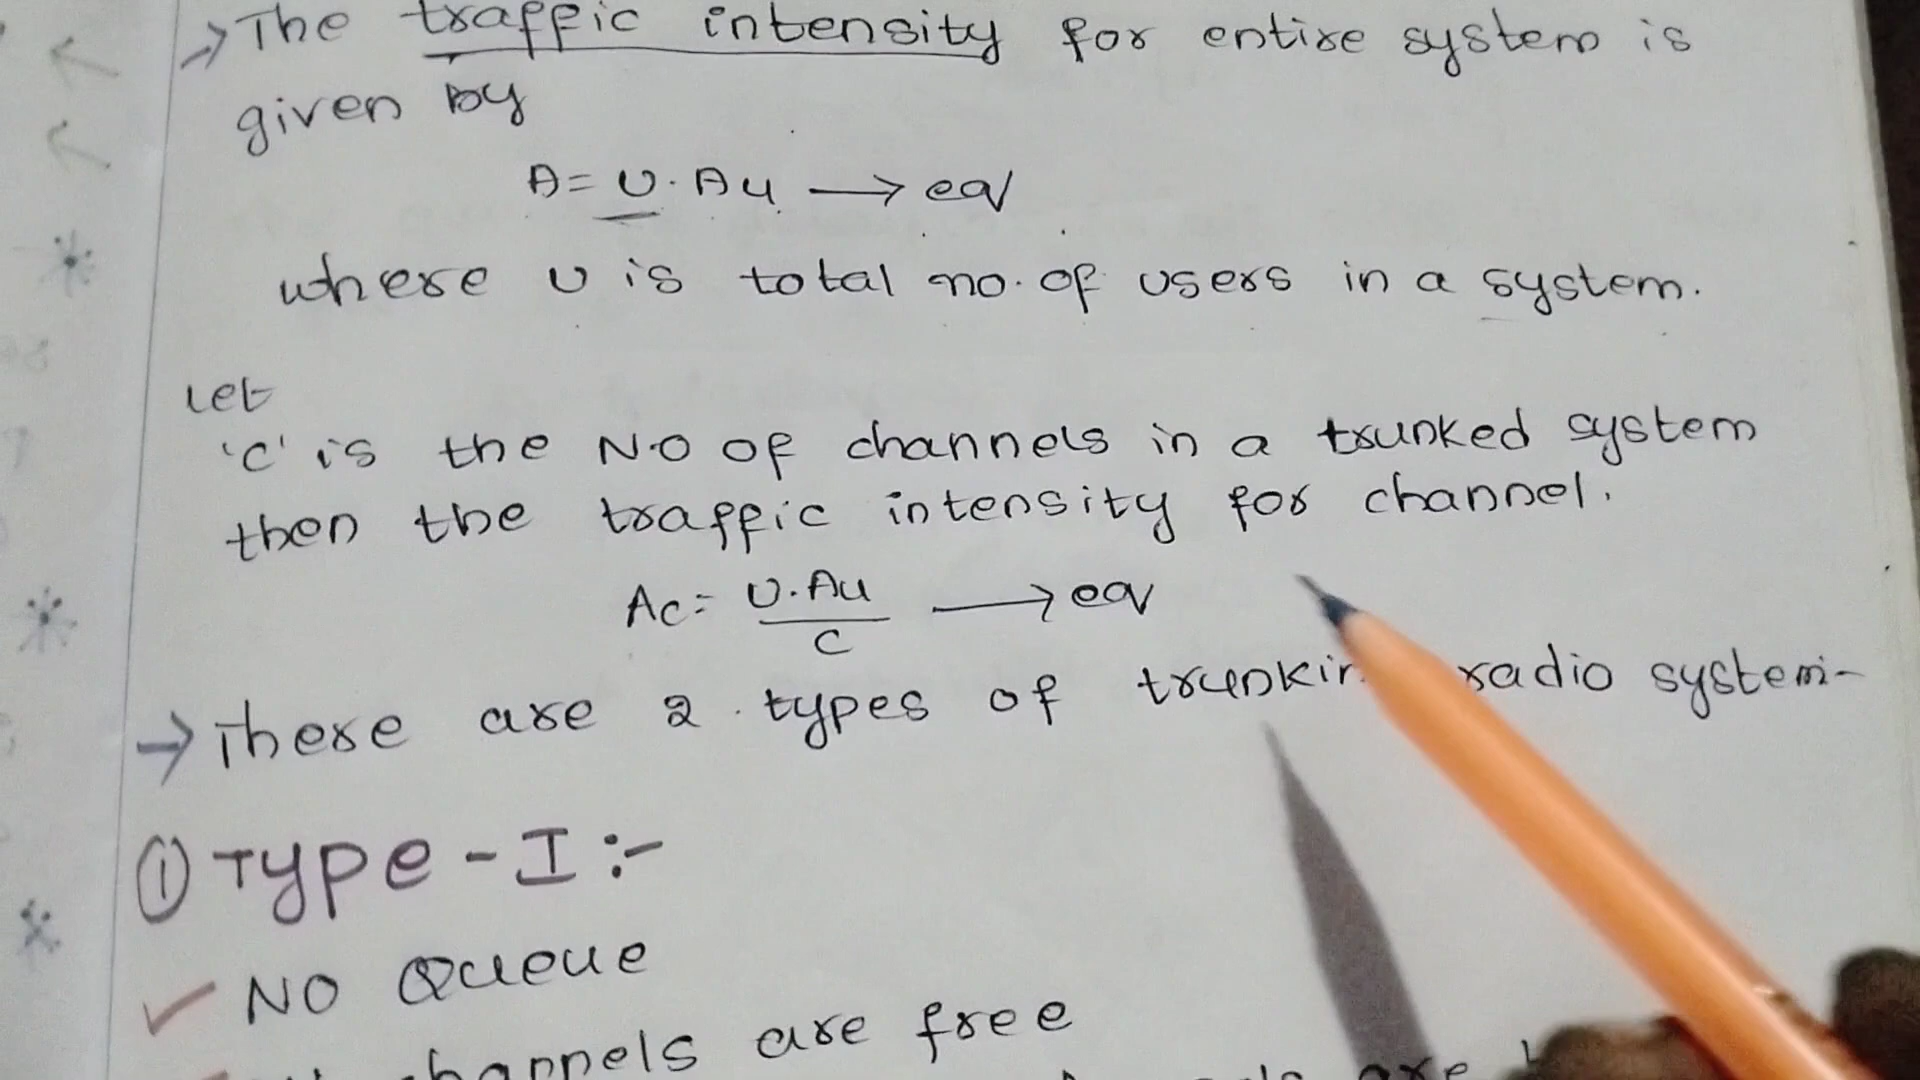 → The traffic intensity for entire system is
given by
A = U. Au → eq
where U is total no. of users in a system.
Let
'C' is the NO OF channels in a trunked system
then the traffic intensity for channel.
Ac = U.Au / C → eq
→ There are 2 types of radio system-
① Type - I :-
✓ NO Queue
channels are free
are